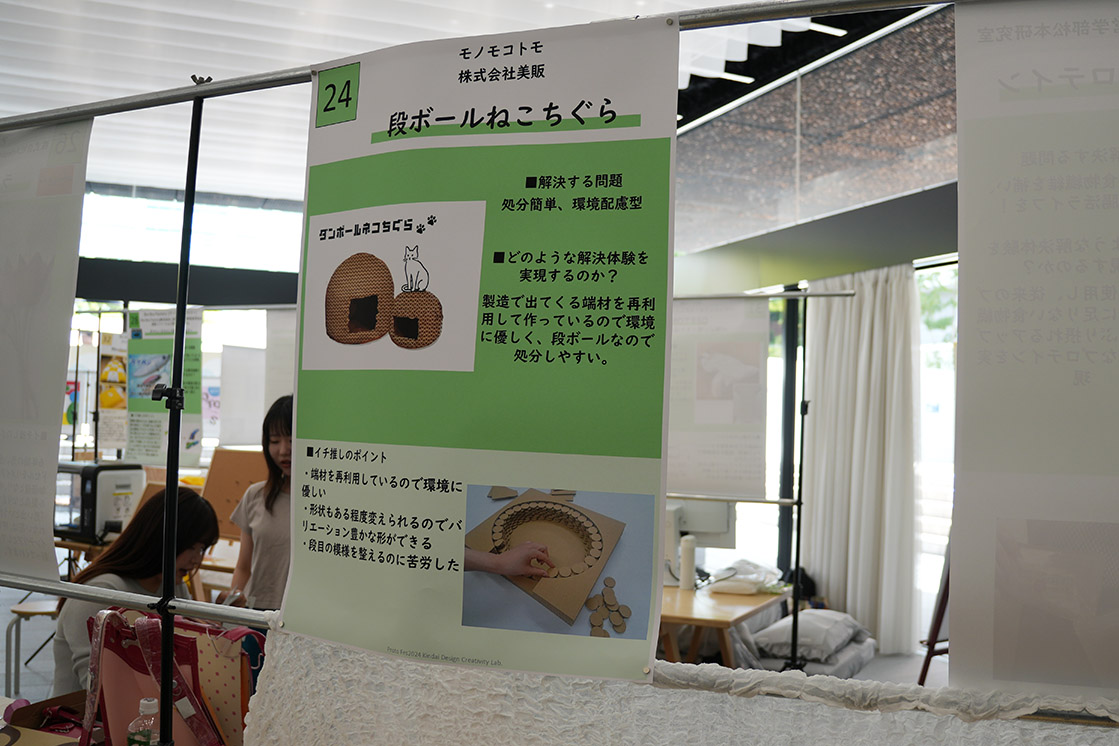 24
モノモコトモ
株式会社美販
段ボールねこちぐら
ダンボールネコちぐら
■解決する問題
処分簡単、環境配慮型
■どのような解決体験を
実現するのか？
製造で出てくる端材を再利
用して作っているので環境
に優しく、段ボールなので
処分しやすい。
■イチ推しのポイント
・端材を再利用しているので環境に
優しい
・形状もある程度変えられるのでバ
リエーション豊かな形ができる
・段目の模様を整えるのに苦労した
Proto Fes2024 Kindai Design Creativity Lab.